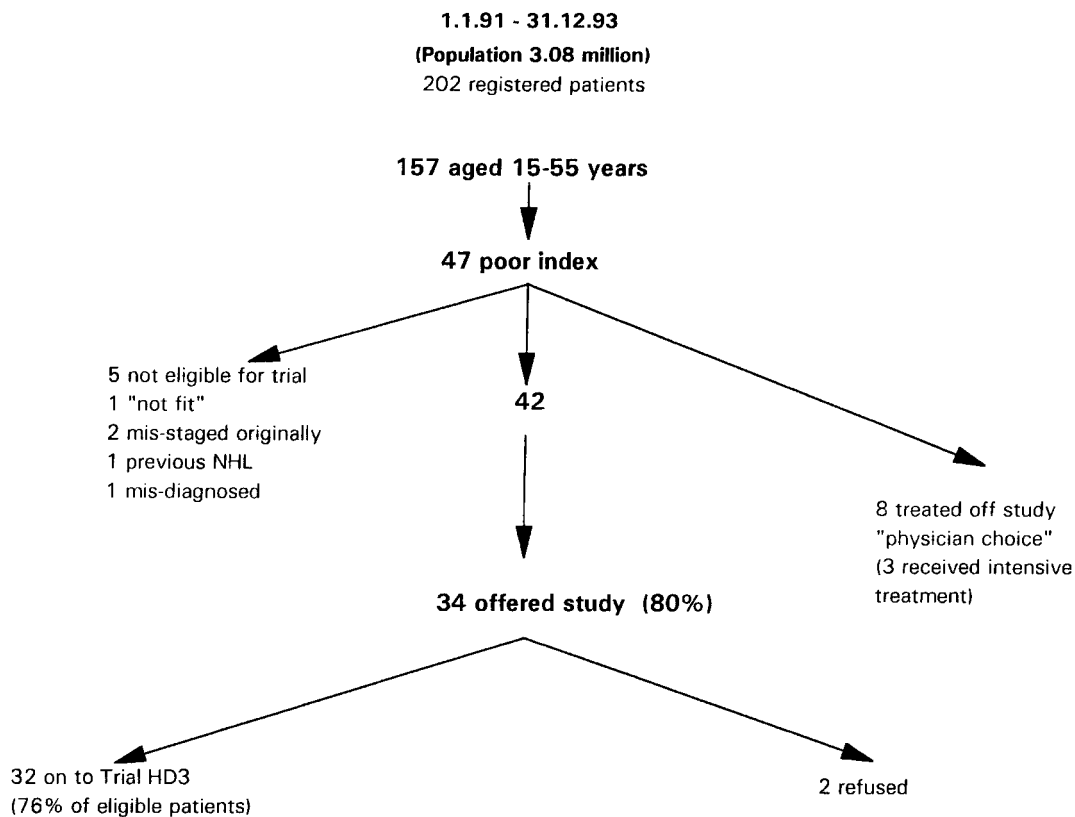 1.1.91 - 31.12.93
(Population 3.08 million)
202 registered patients
157 aged 15-55 years
47 poor index
5 not eligible for trial
1 "not fit"
2 mis-staged originally
1 previous NHL
1 mis-diagnosed
42
8 treated off study
"physician choice"
(3 received intensive
treatment)
34 offered study (80%)
32 on to Trial HD3
(76% of eligible patients)
2 refused